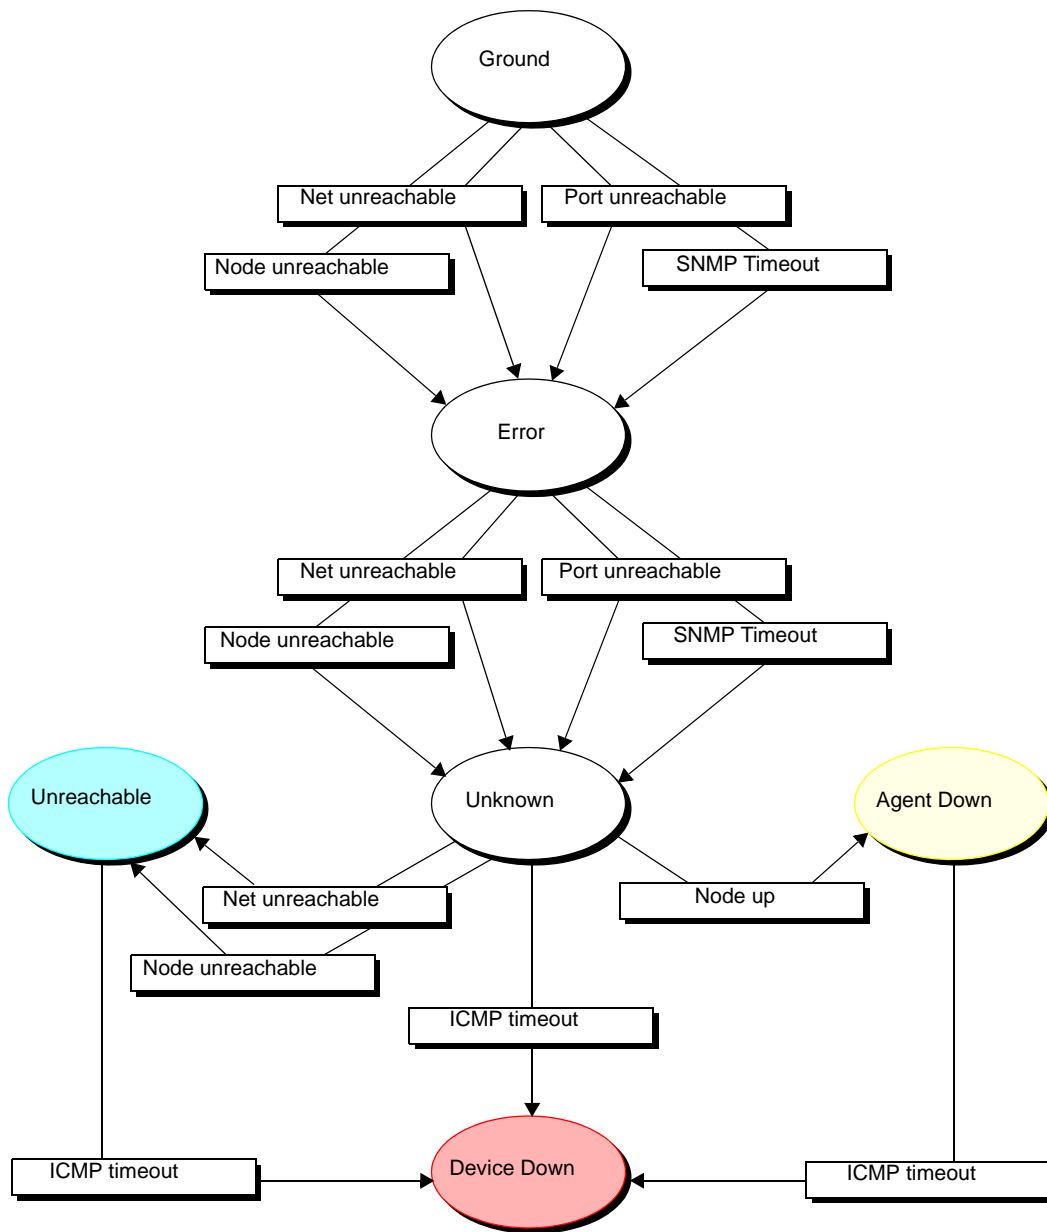 Ground
Net unreachable
Port unreachable
Node unreachable
SNMP Timeout
Error
Net unreachable
Port unreachable
Node unreachable
SNMP Timeout
Unreachable
Unknown
Agent Down
Net unreachable
Node up
Node unreachable
ICMP timeout
ICMP timeout
Device Down
ICMP timeout